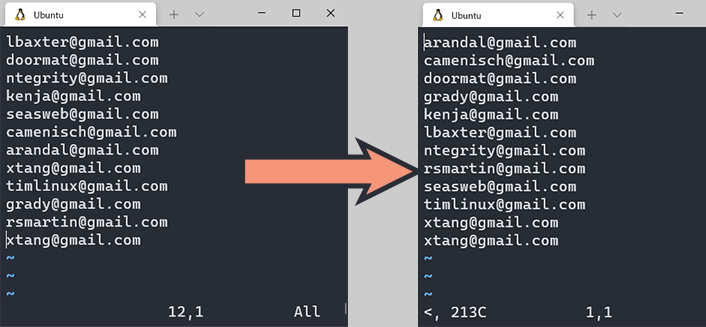 Ubuntu
lbaxter@gmail.com
doormat@gmail.com
ntegrity@gmail.com
kenja@gmail.com
seasweb@gmail.com
camenisch@gmail.com
arandal@gmail.com
xtang@gmail.com
timlinux@gmail.com
grady@gmail.com
rsmartin@gmail.com
xtang@gmail.com
~
~
~
12,1 All
Ubuntu
arandal@gmail.com
camenisch@gmail.com
doormat@gmail.com
grady@gmail.com
kenja@gmail.com
lbaxter@gmail.com
ntegrity@gmail.com
rsmartin@gmail.com
seasweb@gmail.com
timlinux@gmail.com
xtang@gmail.com
xtang@gmail.com
~
~
~
<, 213C 1,1